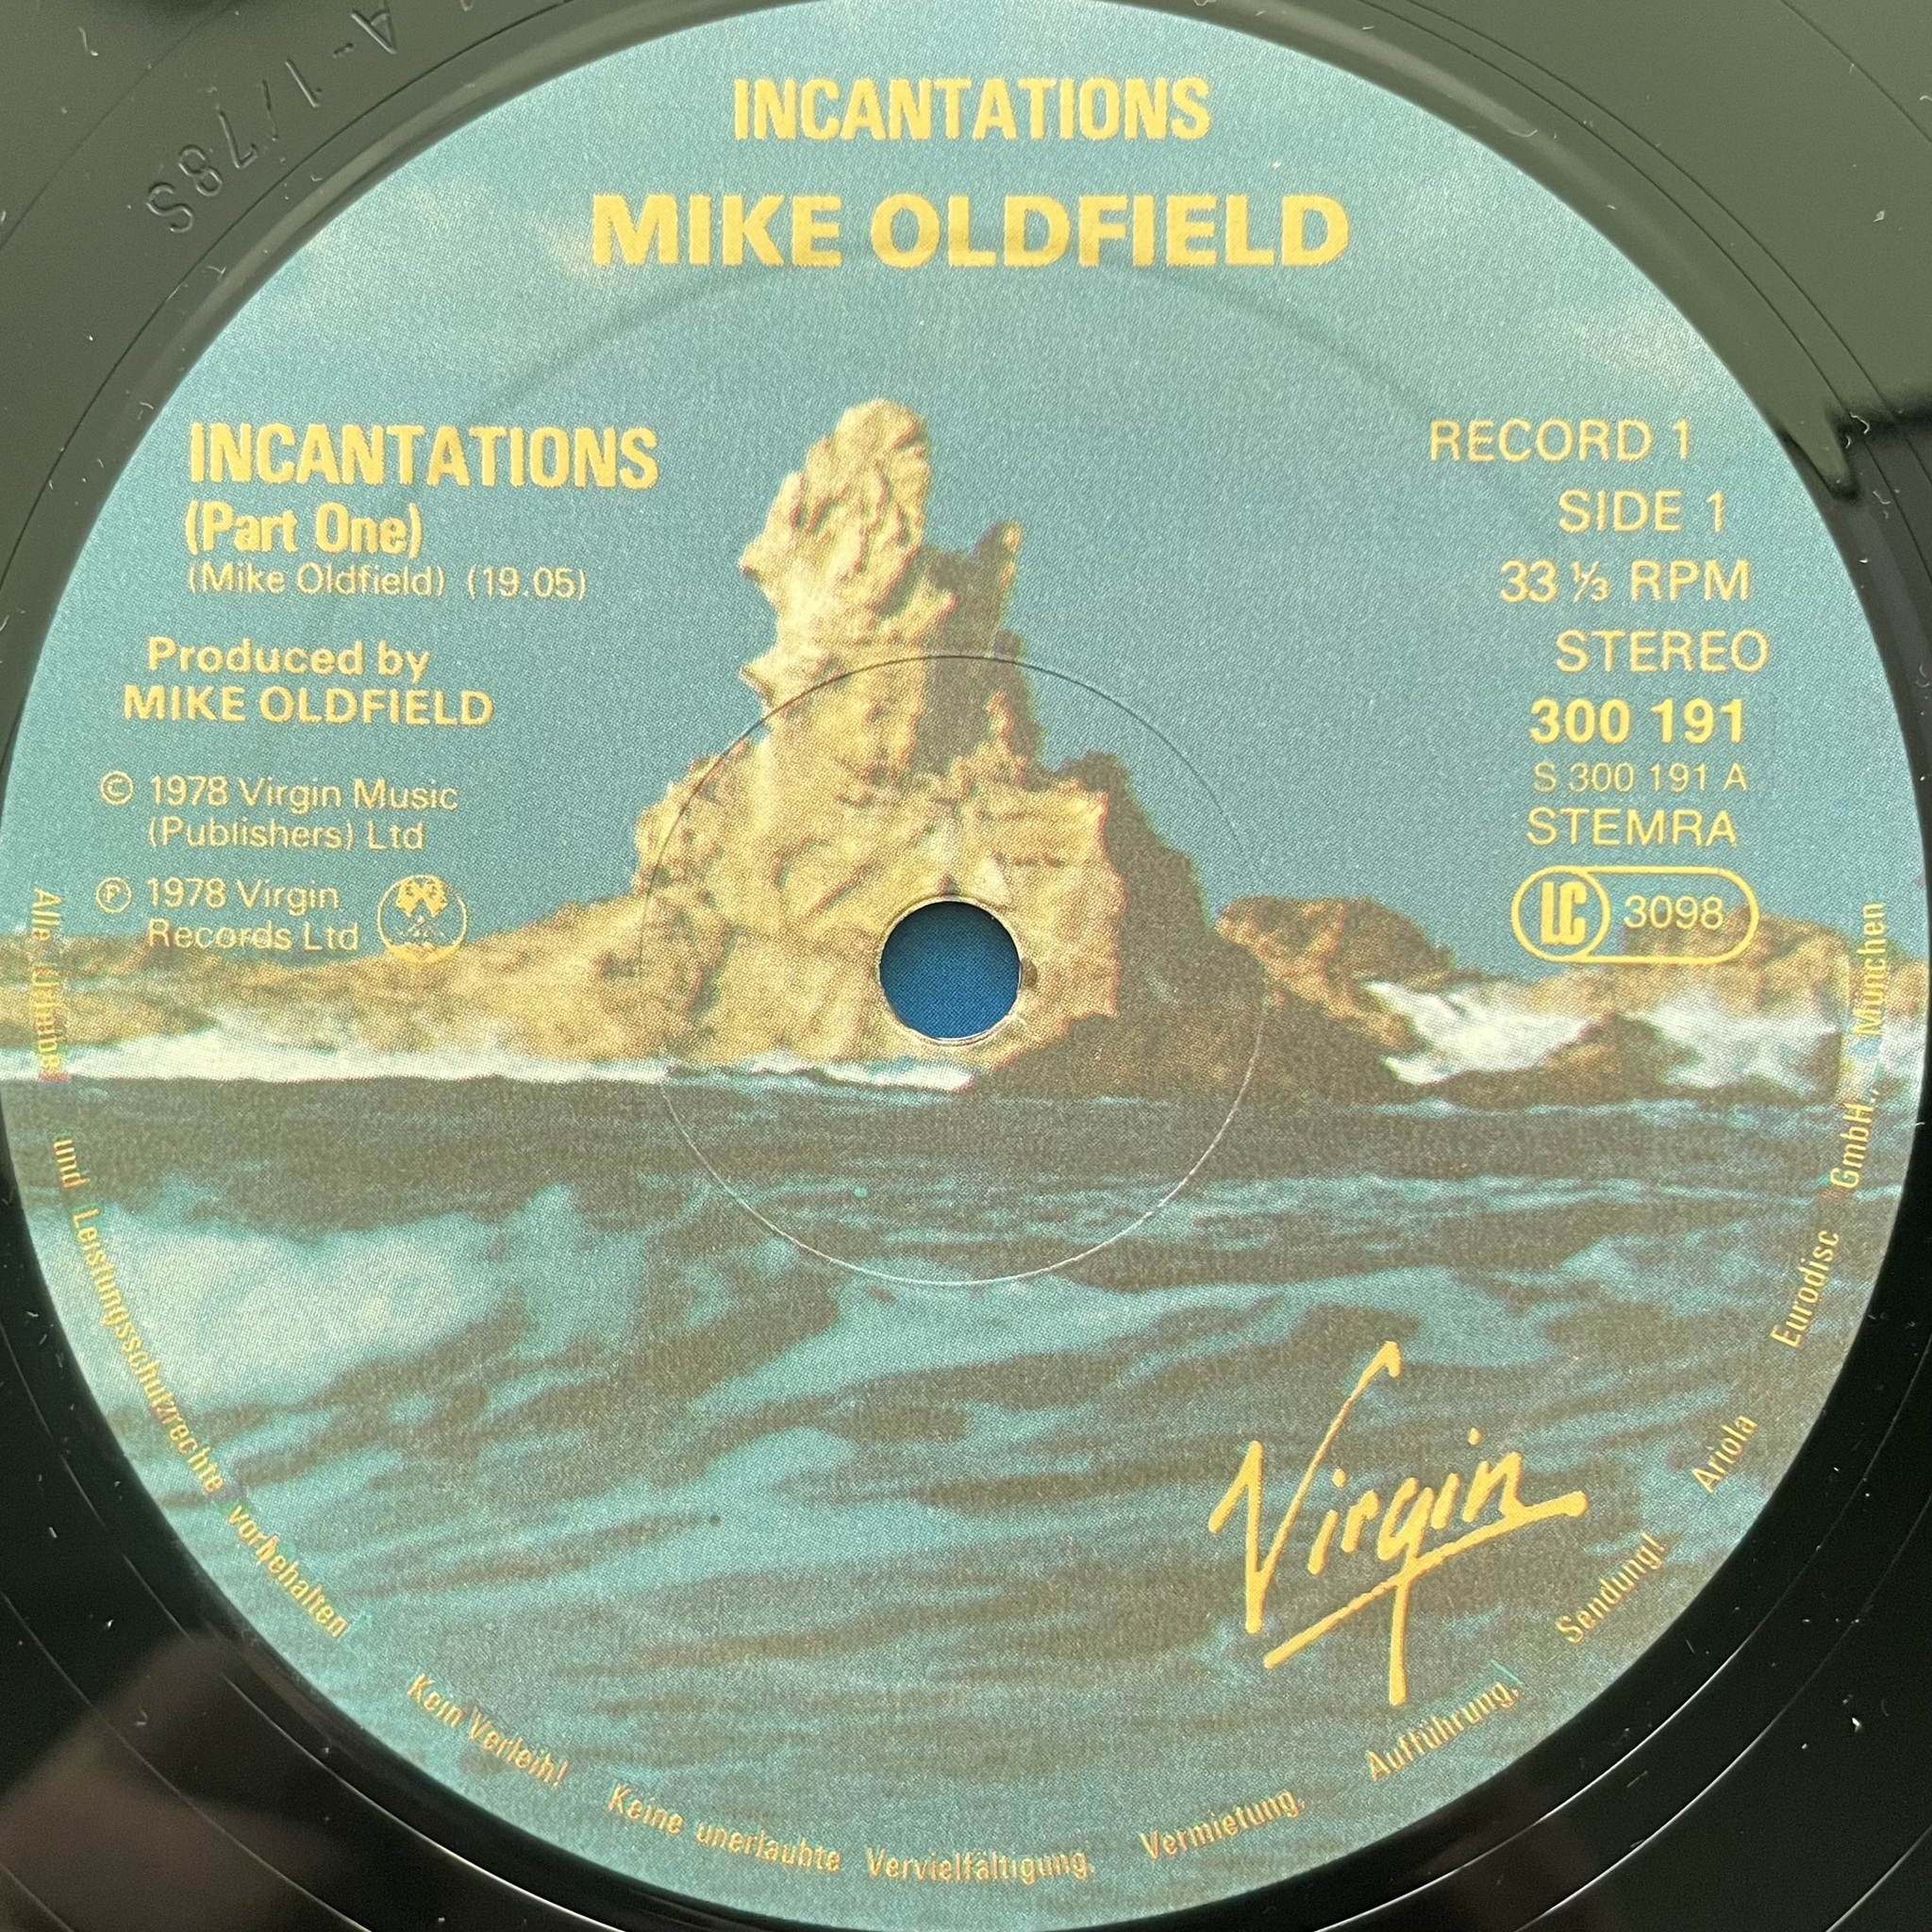 INCANTATIONS
MIKE OLDFIELD
INCANTATIONS
(Part One)
(Mike Oldfield) (19.05)
Produced by
MIKE OLDFIELD
© 1978 Virgin Music
(Publishers) Ltd
℗ 1978 Virgin
Records Ltd
RECORD 1
SIDE 1
33 ⅓ RPM
STEREO
300 191
S 300 191 A
STEMRA
LC 3098
Virgin
Alle Urheber- und Leistungsschutzrechte vorbehalten Kein Verleih! Keine unerlaubte Vervielfältigung, Vermietung, Aufführung, Sendung! Ariola Eurodisc GmbH., München
A-1/78S